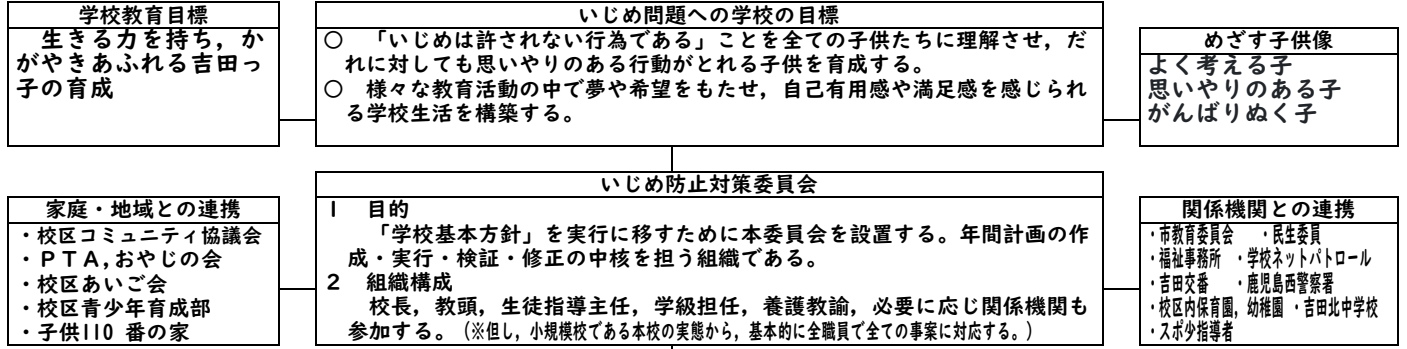 学校教育目標
生きる力を持ち，か
がやきあふれる吉田っ
子の育成
いじめ問題への学校の目標
○　「いじめは許されない行為である」ことを全ての子供たちに理解させ，だ
れに対しても思いやりのある行動がとれる子供を育成する。
○　様々な教育活動の中で夢や希望をもたせ，自己有用感や満足感を感じられ
る学校生活を構築する。
めざす子供像
よく考える子
思いやりのある子
がんばりぬく子
家庭・地域との連携
・校区コミュニティ協議会
・ＰＴＡ,おやじの会
・校区あいご会
・校区青少年育成部
・子供110 番の家
いじめ防止対策委員会
1　目的
「学校基本方針」を実行に移すために本委員会を設置する。年間計画の作
成・実行・検証・修正の中核を担う組織である。
2　組織構成
校長，教頭，生徒指導主任，学級担任，養護教諭，必要に応じ関係機関も
参加する。（※但し，小規模校である本校の実態から，基本的に全職員で全ての事案に対応する。）
関係機関との連携
・市教育委員会　・民生委員
・福祉事務所　・学校ネットパトロール
・吉田交番　・鹿児島西警察署
・校区内保育園，幼稚園　・吉田北中学校
・スポ少指導者